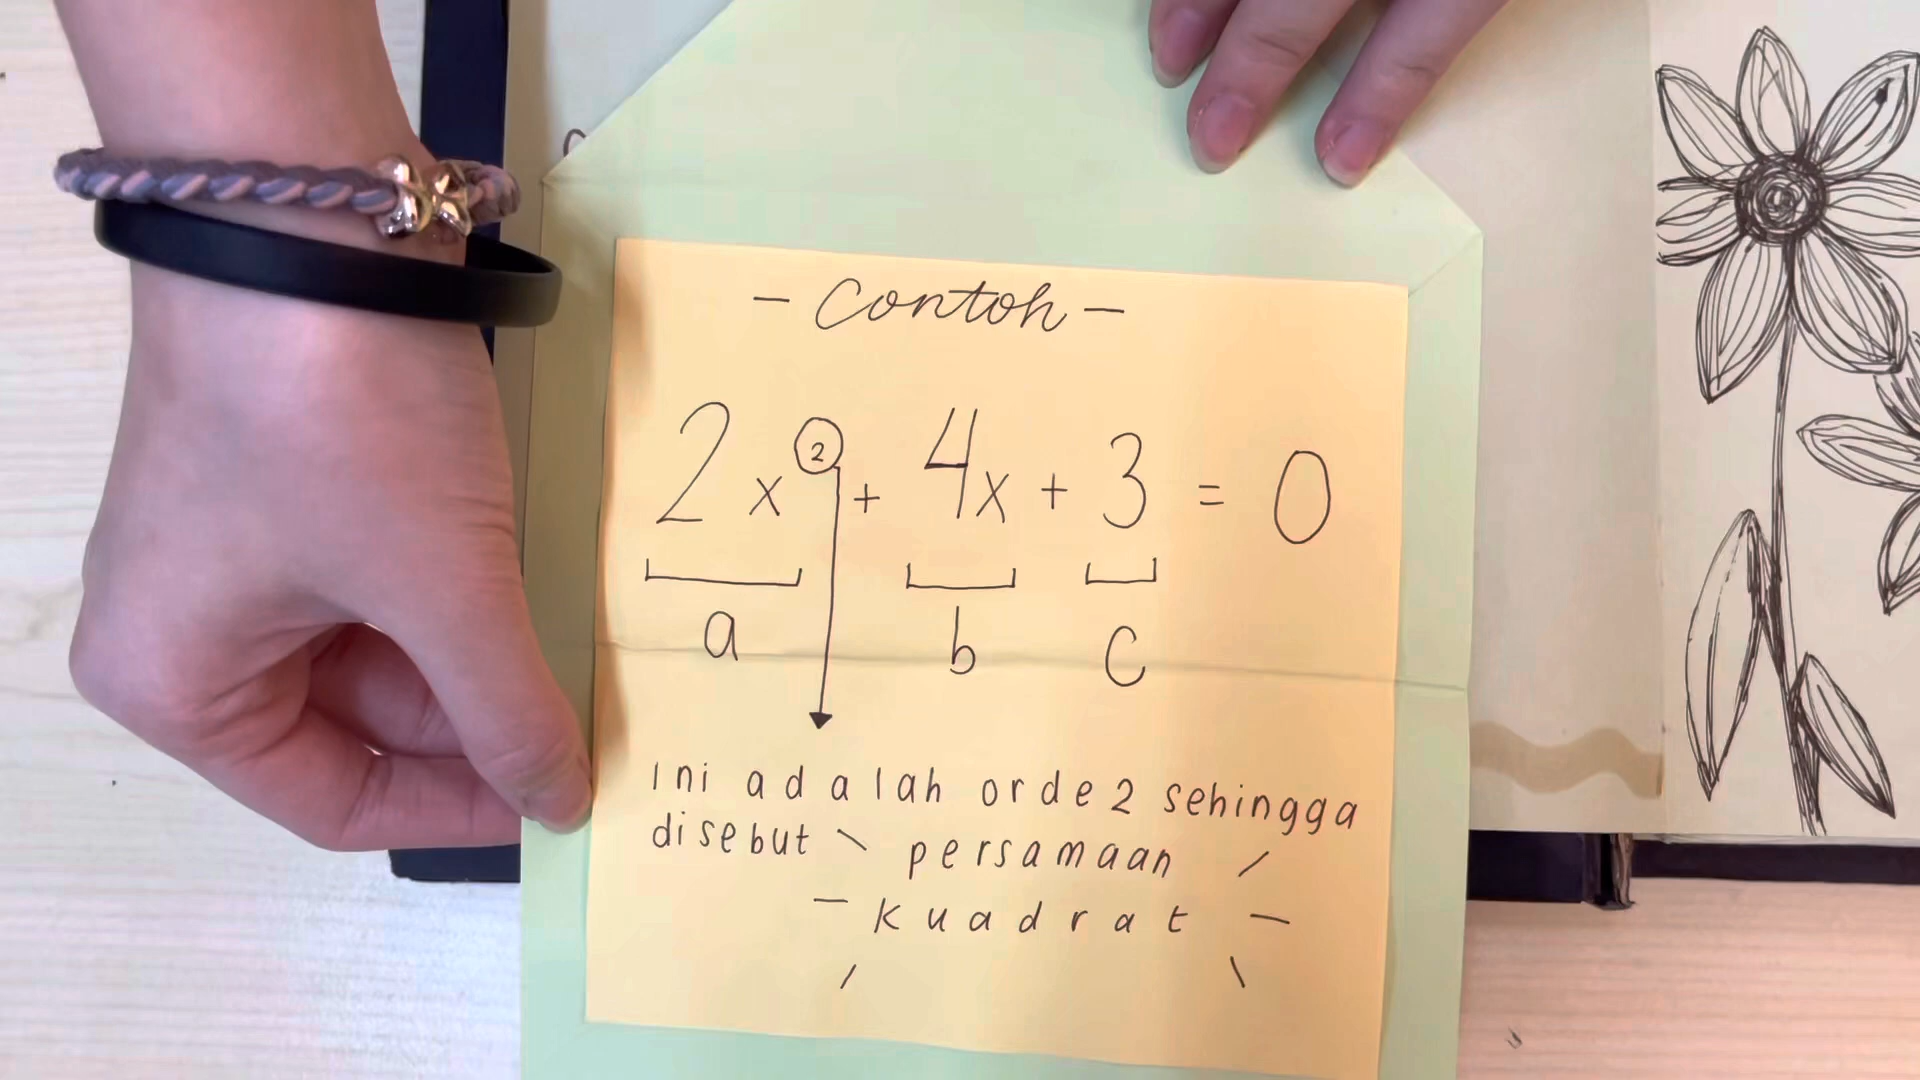 - Contoh -
2x² + 4x + 3 = 0
a b c
Ini adalah orde 2 sehingga
disebut persamaan
kuadrat